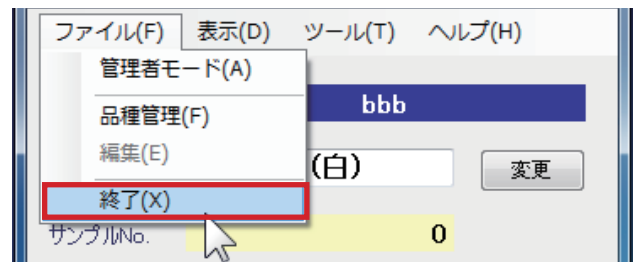 ファイル(F) 表示(D) ツール(T) ヘルプ(H)
管理者モード(A)
bbb
品種管理(F)
編集(E)
(白) 変更
終了(X)
サンプルNo. 0